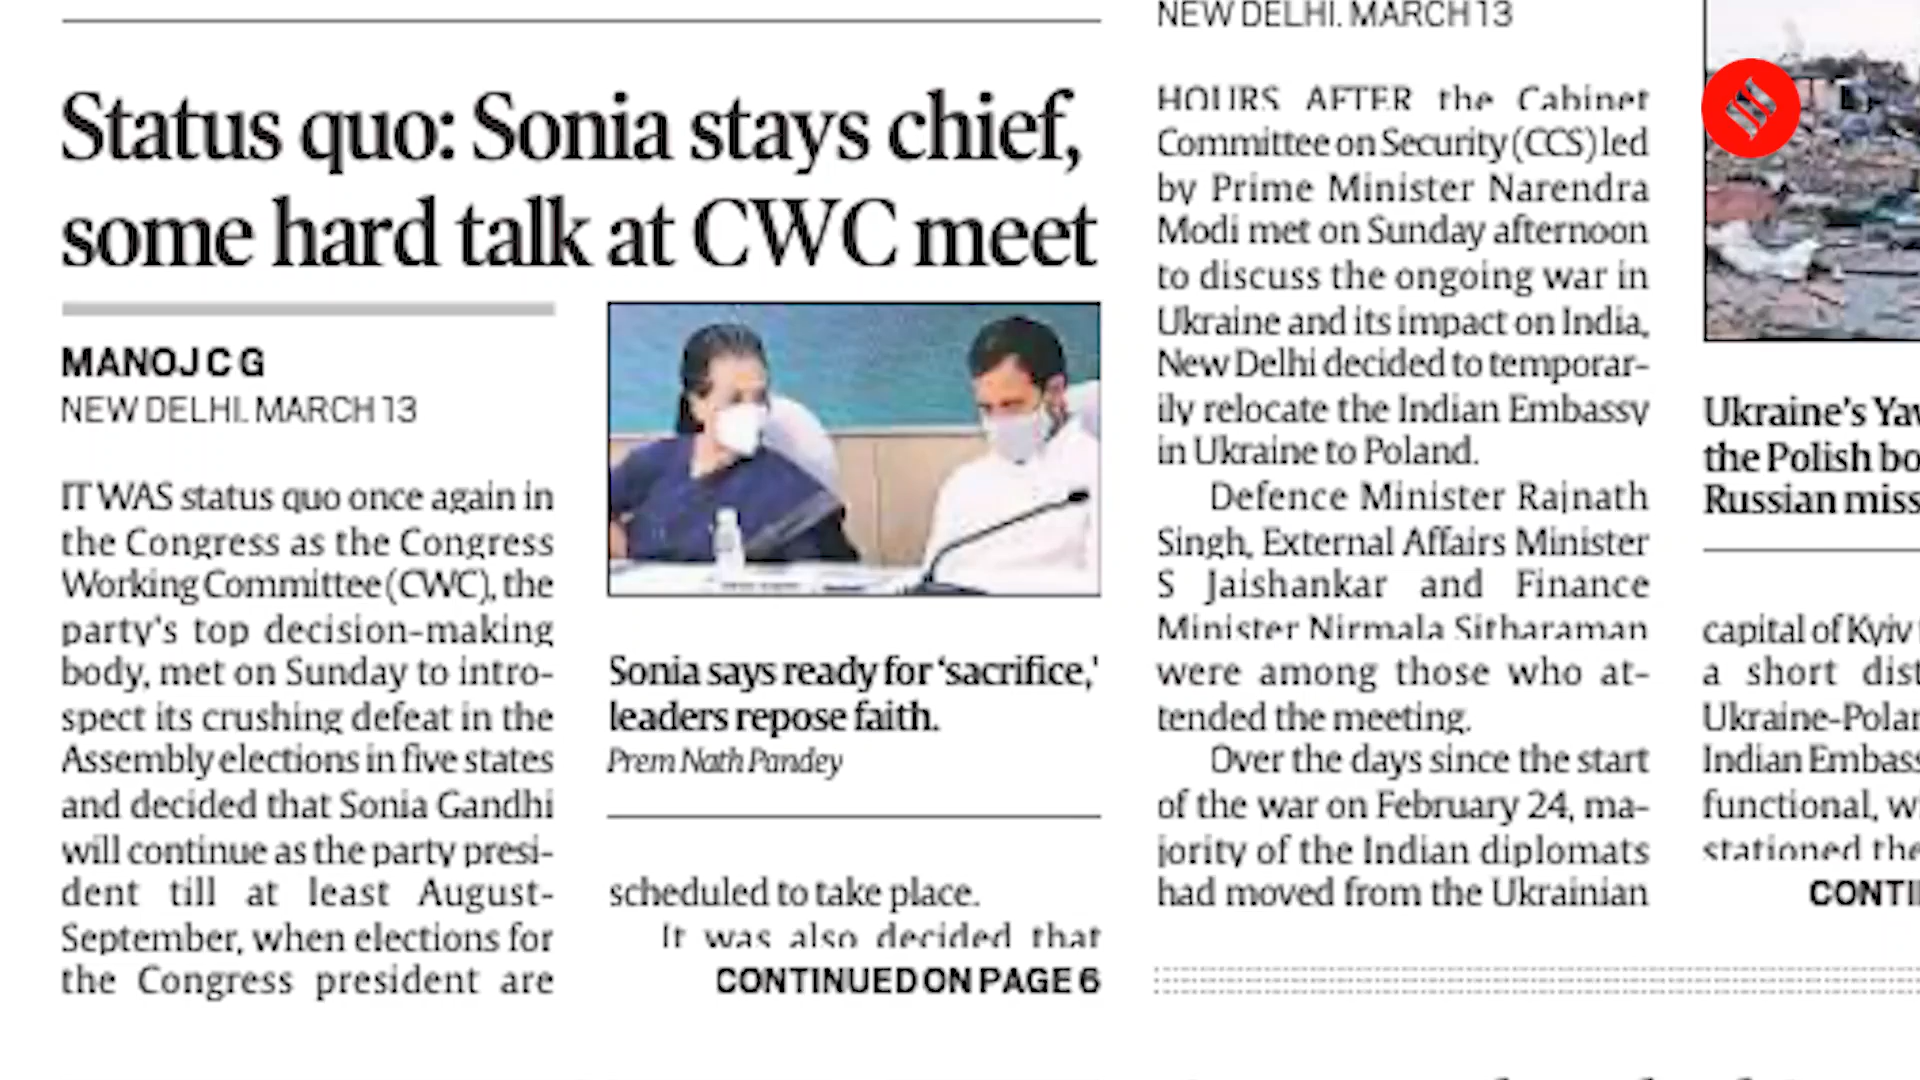 Status quo: Sonia stays chief,
some hard talk at CWC meet
MANOJ C G
NEW DELHI, MARCH 13
IT WAS status quo once again in
the Congress as the Congress
Working Committee (CWC), the
party's top decision-making
body, met on Sunday to intro-
spect its crushing defeat in the
Assembly elections in five states
and decided that Sonia Gandhi
will continue as the party presi-
dent till at least August-
September, when elections for
the Congress president are
Sonia says ready for ‘sacrifice,'
leaders repose faith.
Prem Nath Pandey
scheduled to take place.
It was also decided that
CONTINUED ON PAGE 6
NEW DELHI, MARCH 13
HOURS AFTER the Cabinet
Committee on Security (CCS) led
by Prime Minister Narendra
Modi met on Sunday afternoon
to discuss the ongoing war in
Ukraine and its impact on India,
New Delhi decided to temporar-
ily relocate the Indian Embassy
in Ukraine to Poland.
Defence Minister Rajnath
Singh, External Affairs Minister
S Jaishankar and Finance
Minister Nirmala Sitharaman
were among those who at-
tended the meeting.
Over the days since the start
of the war on February 24, ma-
jority of the Indian diplomats
had moved from the Ukrainian
Ukraine's Yav
the Polish bo
Russian miss
capital of Kyiv
a short dist
Ukraine-Polan
Indian Embass
functional, w
stationed the
CONTI